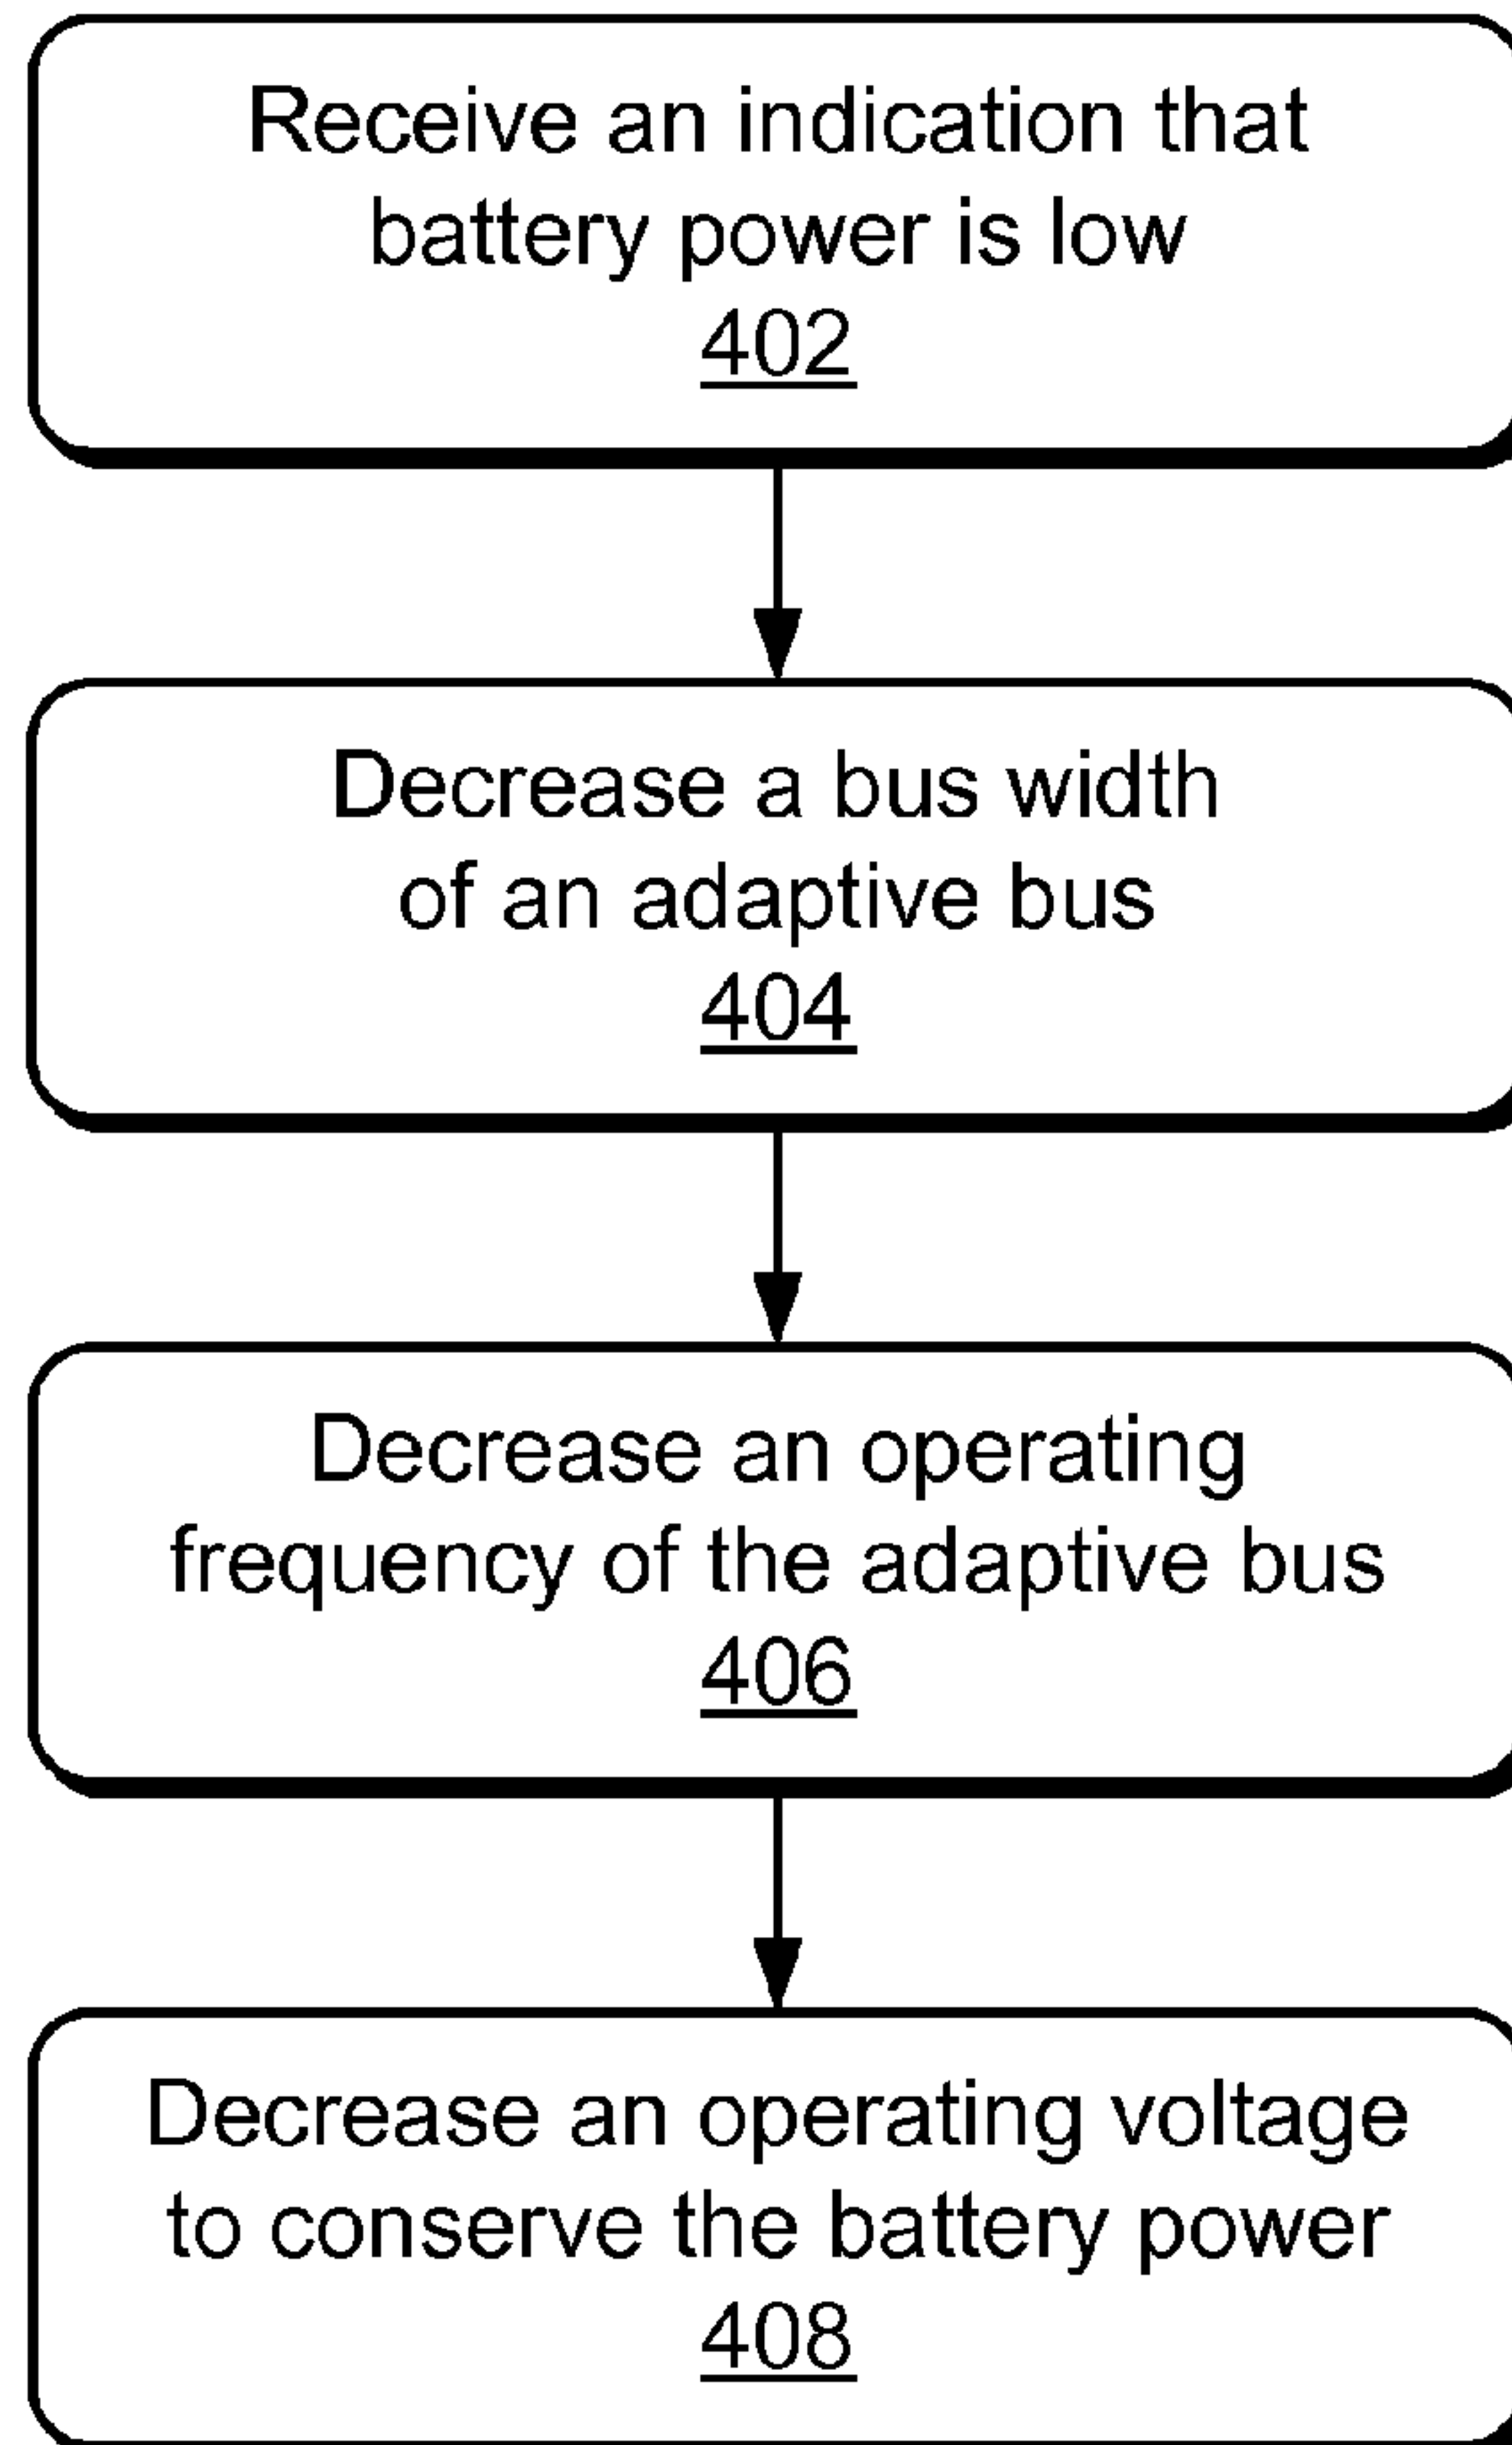 Receive an indication that
battery power is low
402
Decrease a bus width
of an adaptive bus
404
Decrease an operating
frequency of the adaptive bus
406
Decrease an operating voltage
to conserve the battery power
408